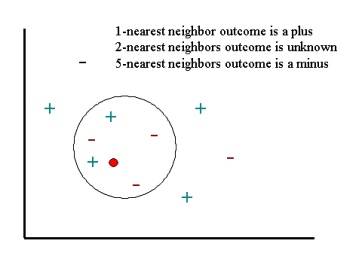 1-nearest neighbor outcome is a plus
2-nearest neighbors outcome is unknown
5-nearest neighbors outcome is a minus